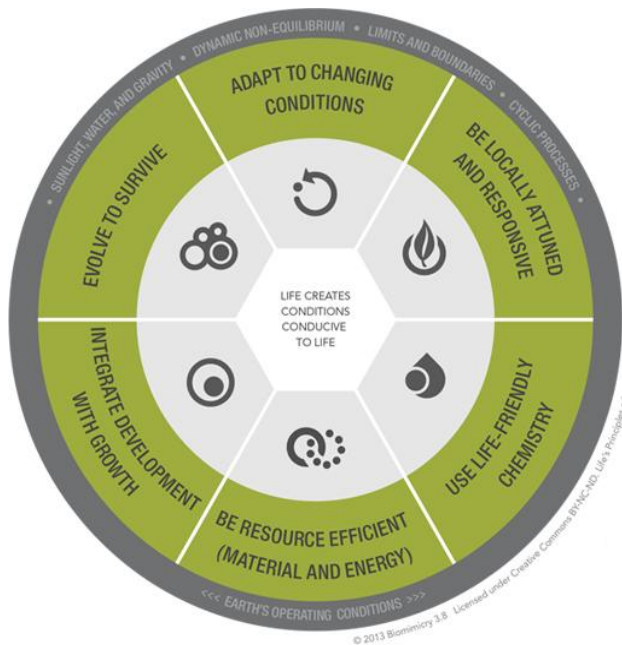 • SUNLIGHT, WATER, AND GRAVITY • DYNAMIC NON-EQUILIBRIUM • LIMITS AND BOUNDARIES • CYCLIC PROCESSES •
ADAPT TO CHANGING
CONDITIONS
BE LOCALLY ATTUNED
AND RESPONSIVE
USE LIFE-FRIENDLY
CHEMISTRY
BE RESOURCE EFFICIENT
(MATERIAL AND ENERGY)
INTEGRATE DEVELOPMENT
WITH GROWTH
EVOLVE TO SURVIVE
LIFE CREATES
CONDITIONS
CONDUCIVE
TO LIFE
<<< EARTH'S OPERATING CONDITIONS >>>
© 2013 Biomimicry 3.8 Licensed under Creative Commons BY-NC-ND. Life's Principles